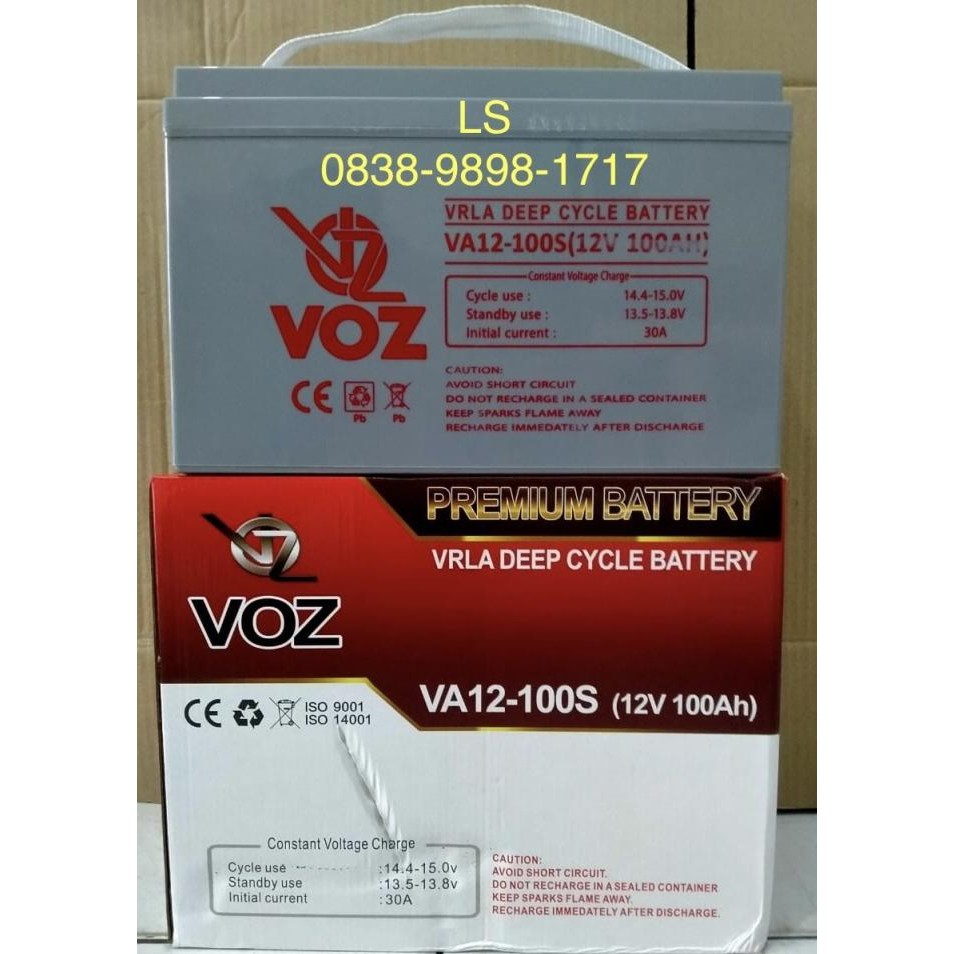 LS
0838-9898-1717
VOZ
CE
Pb Pb
VRLA DEEP CYCLE BATTERY
VA12-100S(12V 100AH)
Constant Voltage Charge
Cycle use : 14.4-15.0V
Standby use : 13.5-13.8V
Initial current : 30A
CAUTION:
AVOID SHORT CIRCUIT
DO NOT RECHARGE IN A SEALED CONTAINER
KEEP SPARKS FLAME AWAY
RECHARGE IMMEDIATELY AFTER DISCHARGE
PREMIUM BATTERY
VRLA DEEP CYCLE BATTERY
VOZ
VA12-100S (12V 100Ah)
CE
ISO 9001
ISO 14001
Constant Voltage Charge
Cycle use :14.4-15.0v
Standby use :13.5-13.8v
Initial current :30A
CAUTION:
AVOID SHORT CIRCUIT.
DO NOT RECHARGE IN A SEALED CONTAINER
KEEP SPARKS FLAME AWAY.
RECHARGE IMMEDIATELY AFTER DISCHARGE.